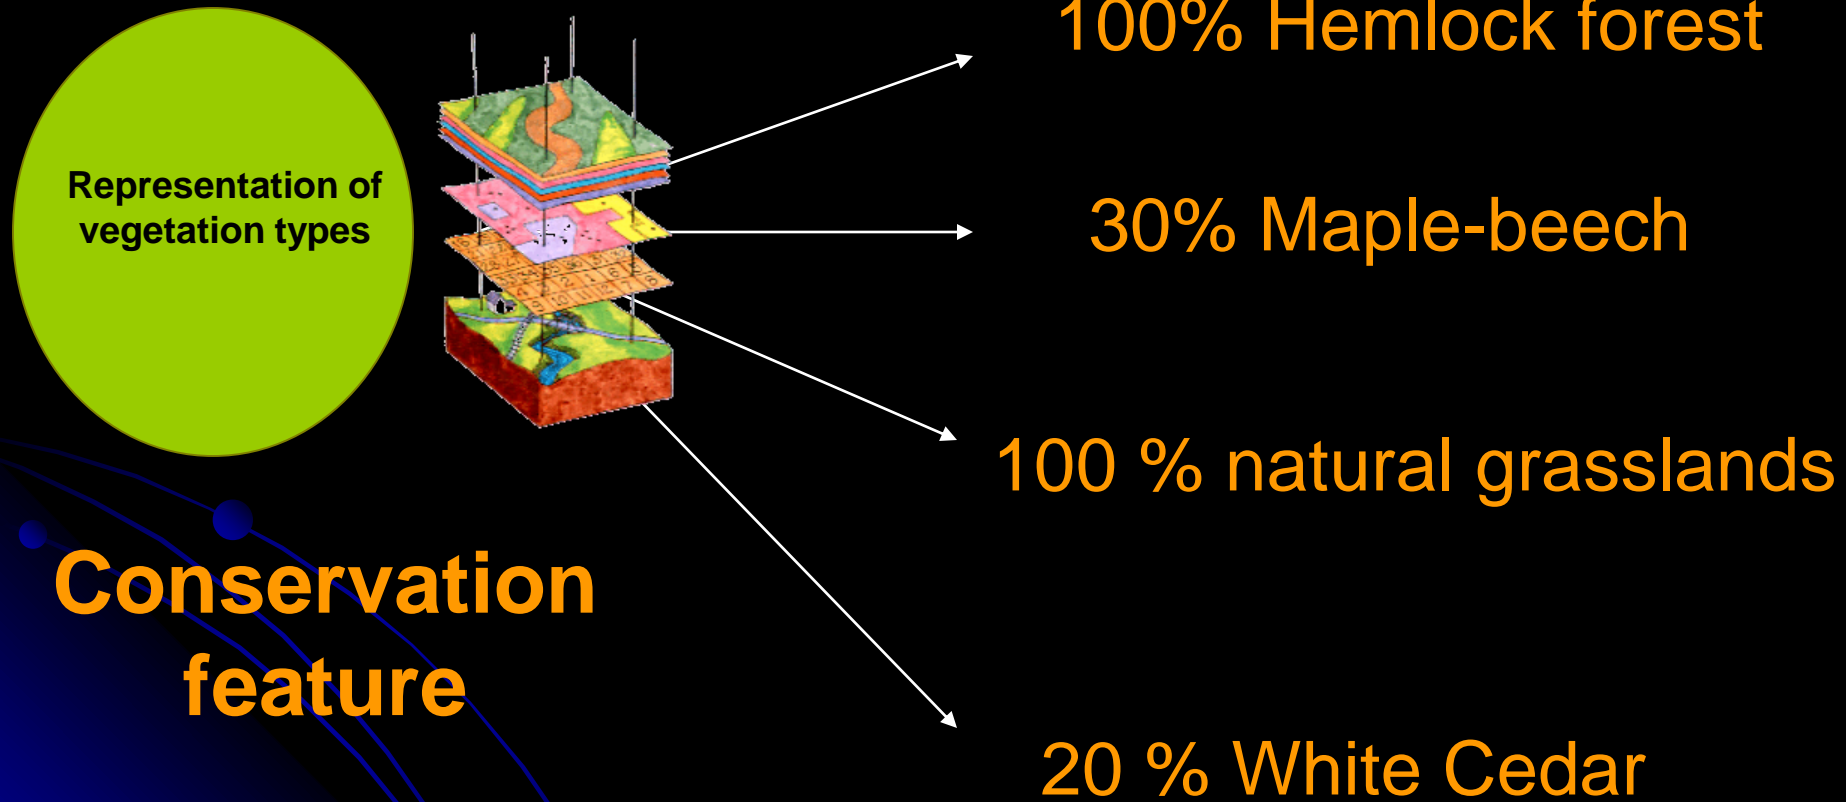 100% Hemlock forest
Representation of
vegetation types
30% Maple-beech
100 % natural grasslands
Conservation
feature
20 % White Cedar